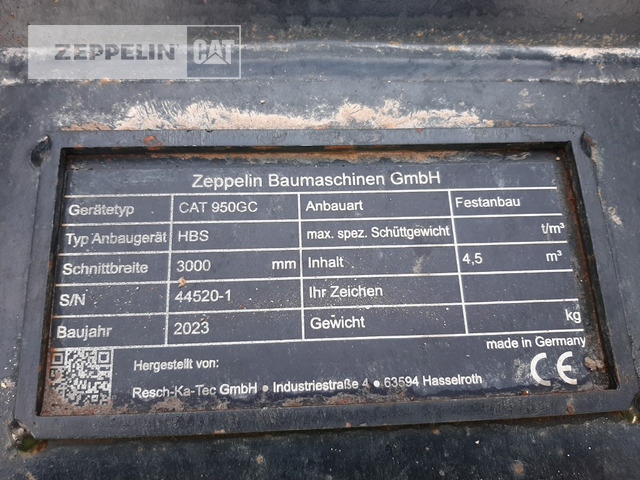 ZEPPELIN CAT
Zeppelin Baumaschinen GmbH
Gerätetyp CAT 950GC Anbauart Festanbau
Typ Anbaugerät HBS max. spez. Schüttgewicht t/m³
Schnittbreite 3000 mm Inhalt 4,5 m³
S/N 44520-1 Ihr Zeichen
Baujahr 2023 Gewicht kg
made in Germany
Hergestellt von:
Resch-Ka-Tec GmbH • Industriestraße 4 • 63594 Hasselroth
CE